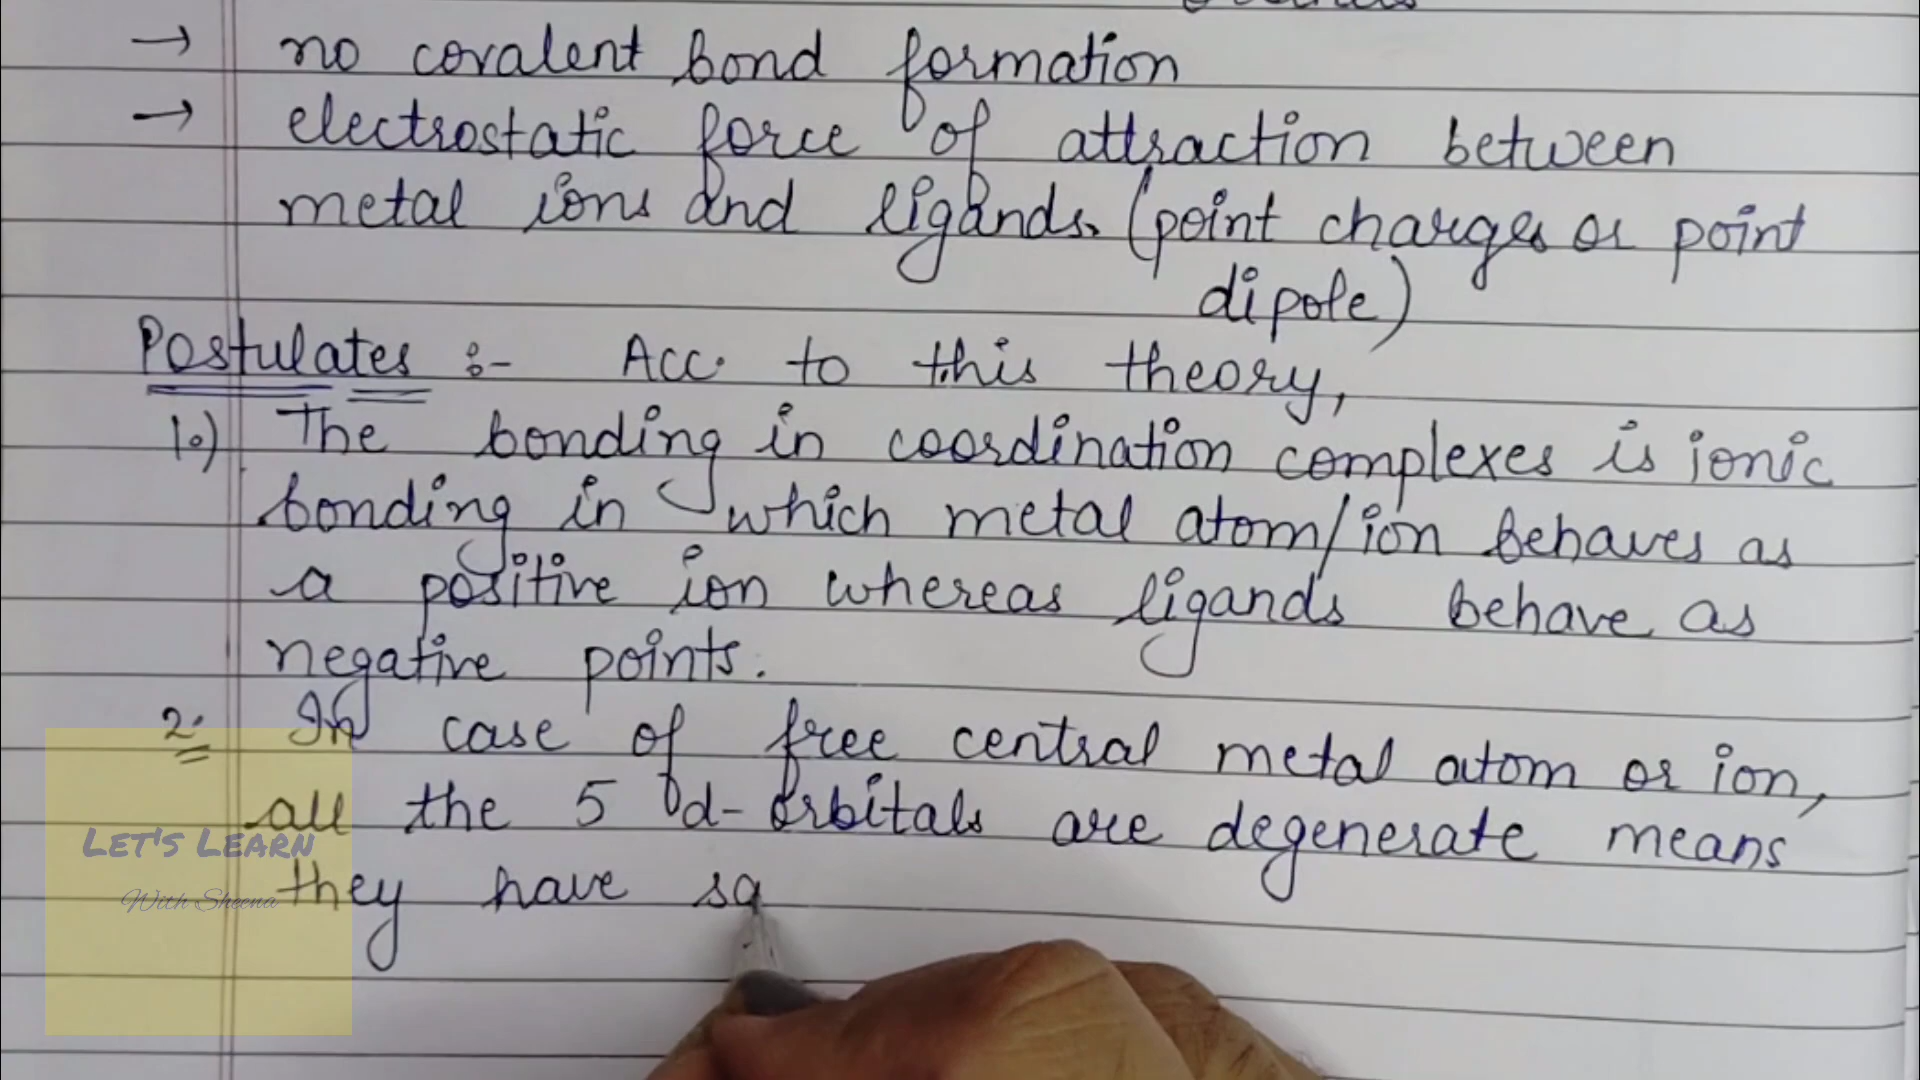 → no covalent bond formation
→ electrostatic force of attraction between
metal ions and ligands. (point charges or point
dipole)
Postulates :- Acc. to this theory,
1.) The bonding in coordination complexes is ionic
bonding in which metal atom/ion behaves as
a positive ion whereas ligands behave as
negative points.
2. In case of free central metal atom or ion,
all the 5 d-orbitals are degenerate means
they have sa
LET'S LEARN
With Sheena